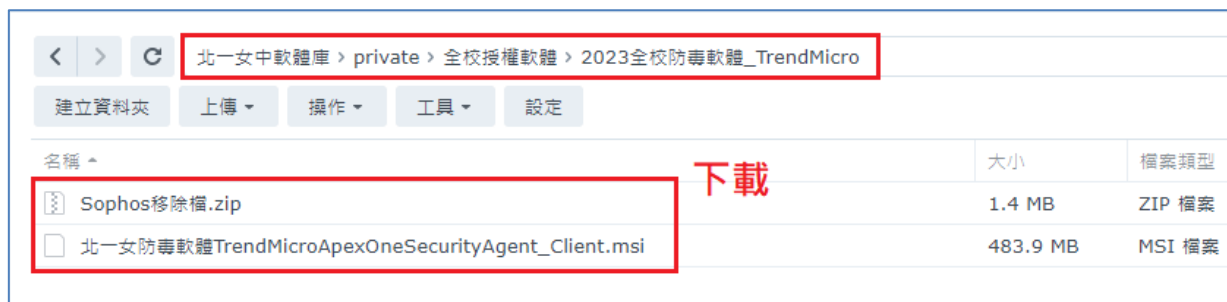 北一女中軟體庫 › private › 全校授權軟體 › 2023全校防毒軟體_TrendMicro
建立資料夾 上傳 操作 工具 設定
名稱 大小 檔案類型
下載
Sophos移除檔.zip 1.4 MB ZIP 檔案
北一女防毒軟體TrendMicroApexOneSecurityAgent_Client.msi 483.9 MB MSI 檔案